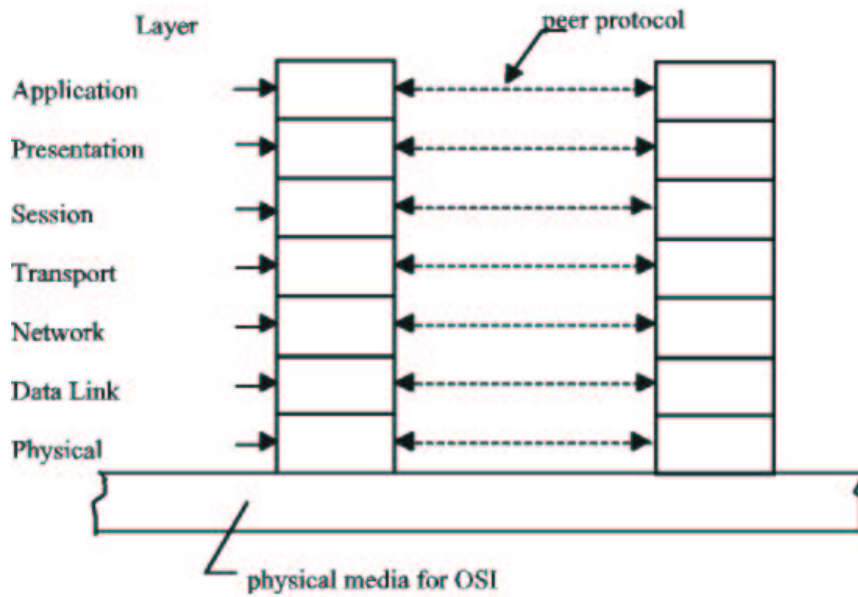 Layer
peer protocol
Application
Presentation
Session
Transport
Network
Data Link
Physical
physical media for OSI